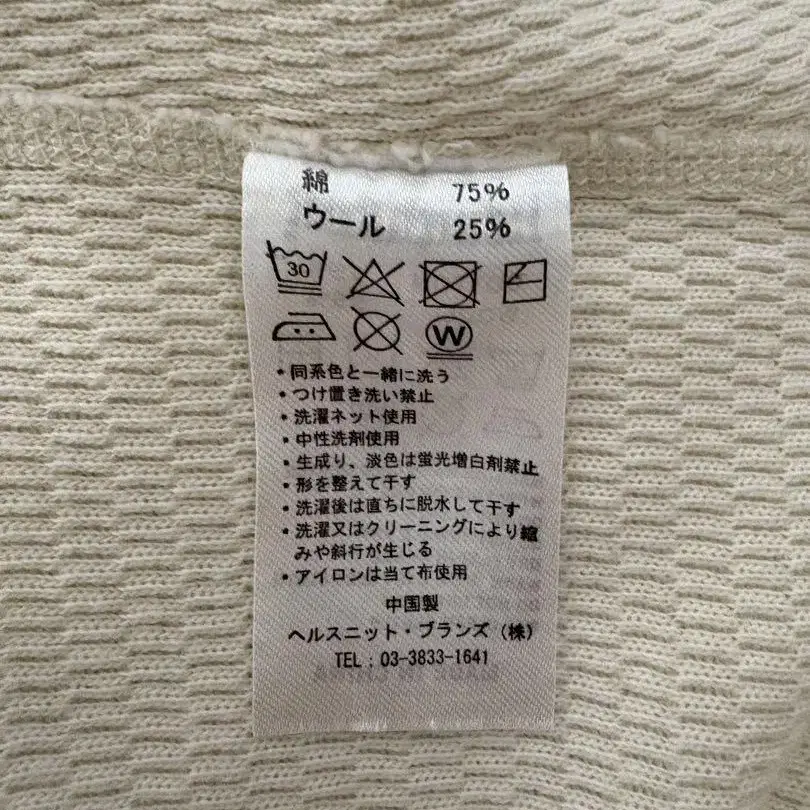 綿 75%
ウール 25%
30
W
・同系色と一緒に洗う
・つけ置き洗い禁止
・洗濯ネット使用
・中性洗剤使用
・生成り、淡色は蛍光増白剤禁止
・形を整えて干す
・洗濯後は直ちに脱水して干す
・洗濯又はクリーニングにより縮
みや斜行が生じる
・アイロンは当て布使用
中国製
ヘルスニット・ブランズ(株)
TEL:03-3833-1641